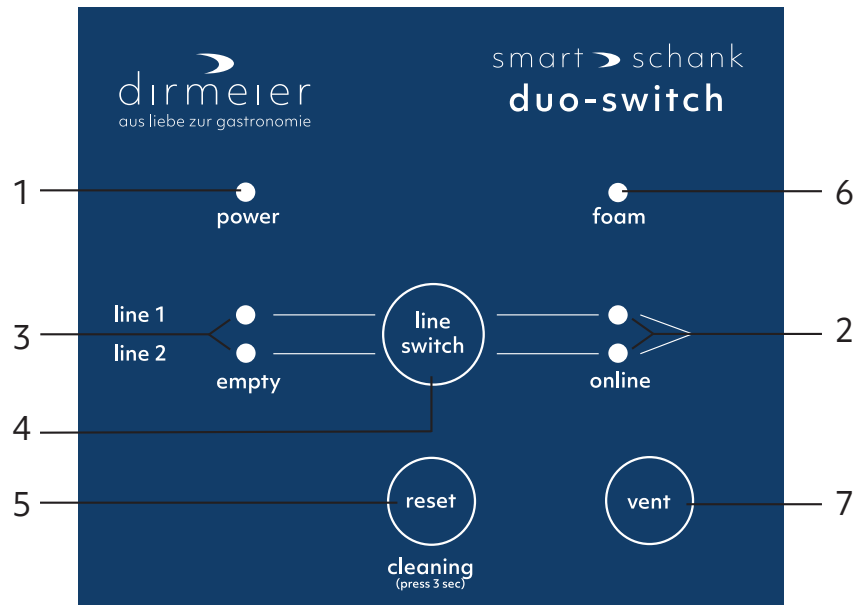 dirmeier
aus liebe zur gastronomie
smart schank
duo-switch
1
power
foam
6
line 1
line 2
3
empty
line
switch
online
2
4
5
reset
vent
7
cleaning
(press 3 sec)